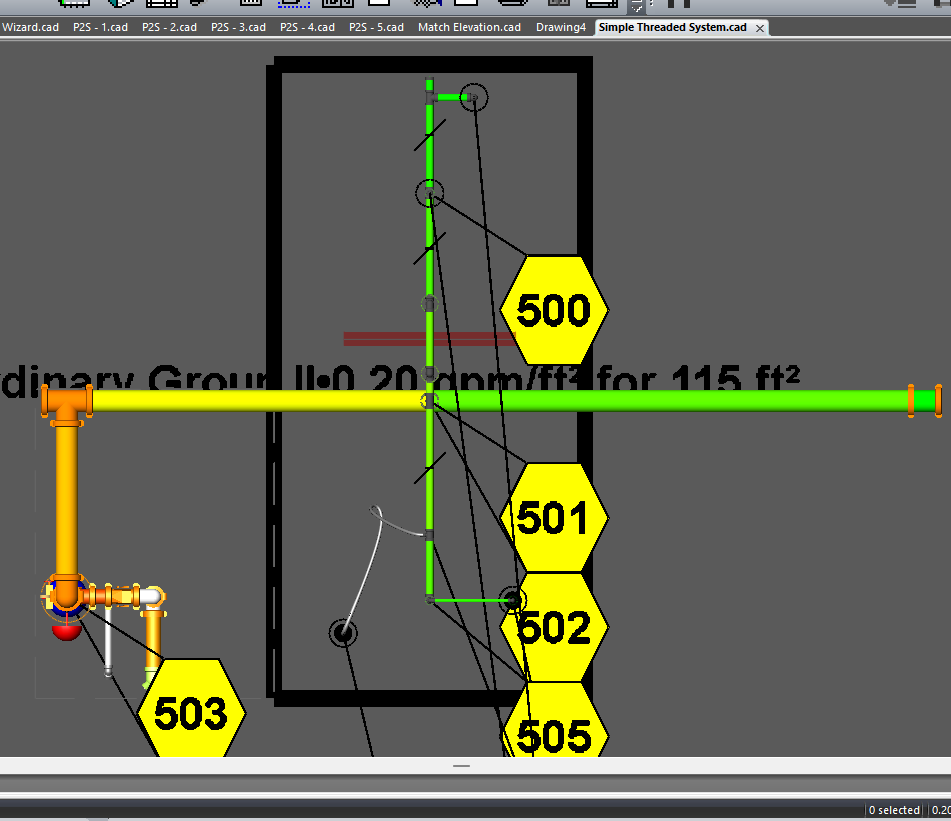 Wizard.cad P2S - 1.cad P2S - 2.cad P2S - 3.cad P2S - 4.cad P2S - 5.cad Match Elevation.cad Drawing4 Simple Threaded System.cad
500
rdinary Group II•0.20 gpm/ft² for 115 ft²
501
502
503
505
0 selected 0.20